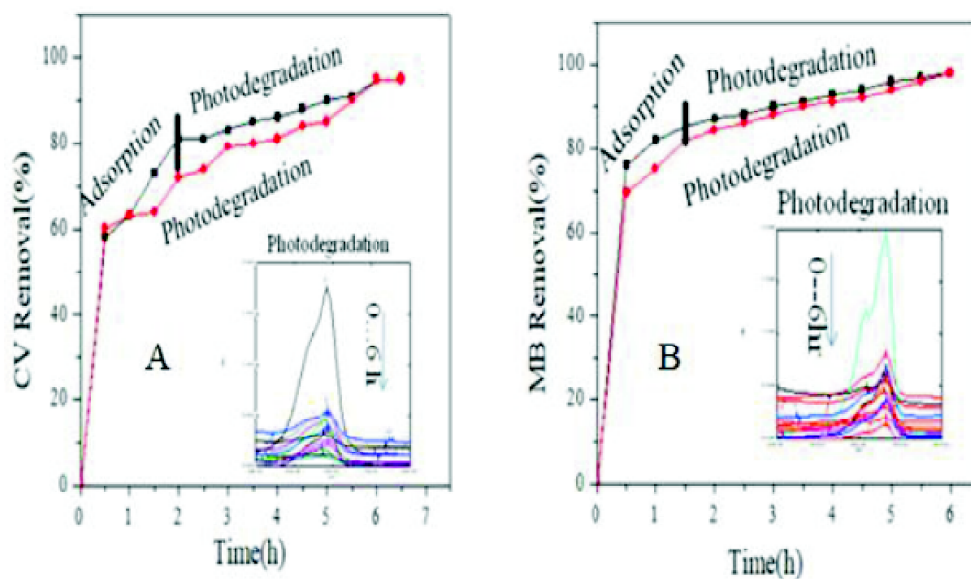 CV Removal(%)
100
80
60
40
20
0
0 1 2 3 4 5 6 7
Time(h)
Adsorption
Photodegradation
Photodegradation
Photodegradation
0..6 h
A
MB Removal(%)
100
80
60
40
20
0
0 1 2 3 4 5 6
Time(h)
Adsorption
Photodegradation
Photodegradation
Photodegradation
0--6hr
B